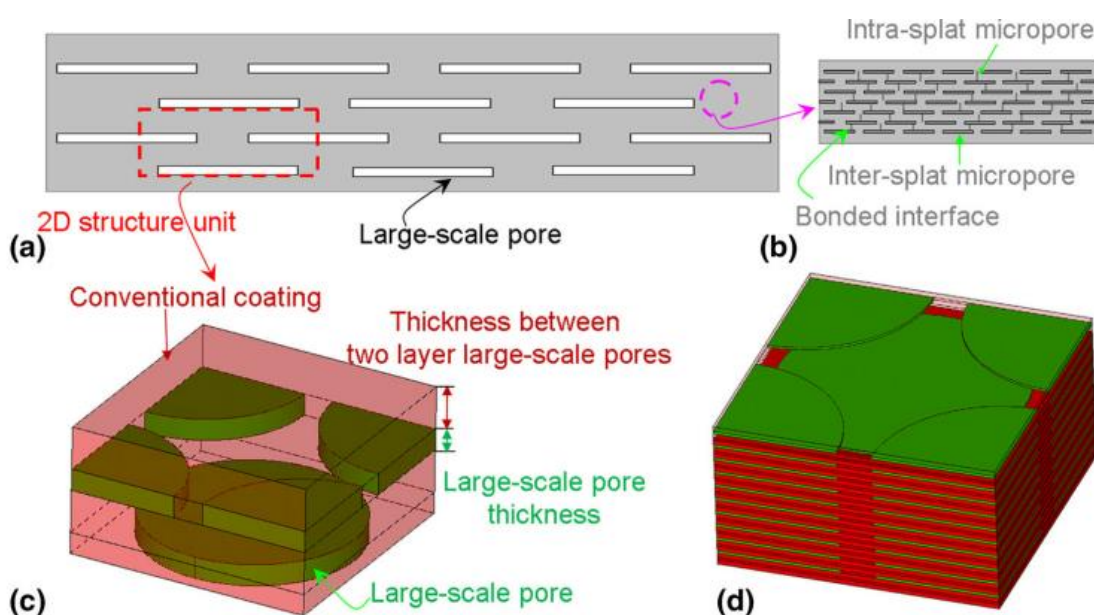 Intra-splat micropore
Inter-splat micropore
Bonded interface
2D structure unit
Large-scale pore
(a)
(b)
Conventional coating
Thickness between
two layer large-scale pores
Large-scale pore
thickness
Large-scale pore
(c)
(d)